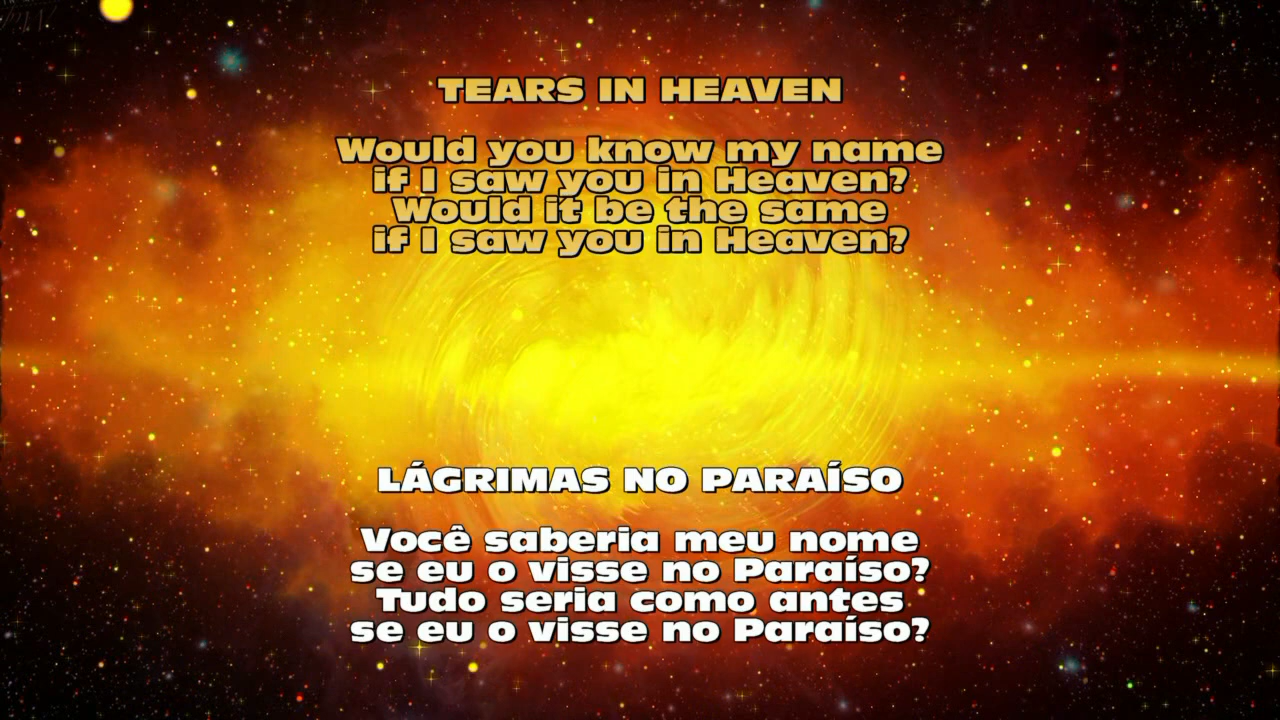 TEARS IN HEAVEN
Would you know my name
if I saw you in Heaven?
Would it be the same
if I saw you in Heaven?
LÁGRIMAS NO PARAÍSO
Você saberia meu nome
se eu o visse no Paraíso?
Tudo seria como antes
se eu o visse no Paraíso?